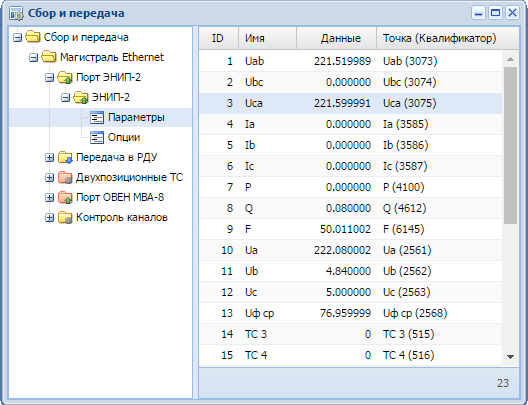 Сбор и передача
Сбор и передача
Магистраль Ethernet
Порт ЭНИП-2
ЭНИП-2
Параметры
Опции
Передача в РДУ
Двухпозиционные ТС
Порт ОВЕН МВА-8
Контроль каналов
ID Имя Данные Точка (Квалификатор)
1 Uab 221.519989 Uab (3073)
2 Ubc 0.000000 Ubc (3074)
3 Uca 221.599991 Uca (3075)
4 Ia 0.000000 Ia (3585)
5 Ib 0.000000 Ib (3586)
6 Ic 0.000000 Ic (3587)
7 P 0.000000 P (4100)
8 Q 0.080000 Q (4612)
9 F 50.011002 F (6145)
10 Ua 222.080002 Ua (2561)
11 Ub 4.840000 Ub (2562)
12 Uc 5.000000 Uc (2563)
13 Uф ср 76.959999 Uф ср (2568)
14 ТС 3 0 ТС 3 (515)
15 ТС 4 0 ТС 4 (516)
23